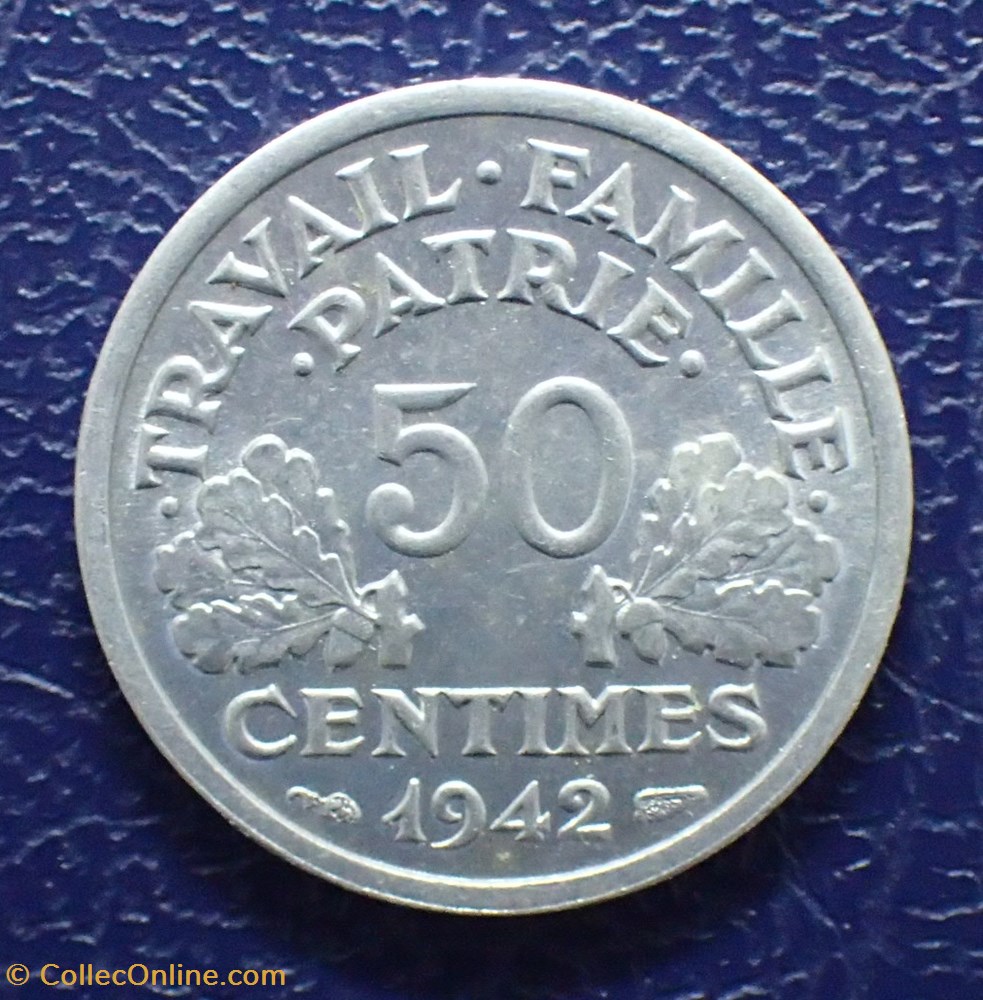 · TRAVAIL · FAMILLE ·
· PATRIE ·
50
CENTIMES
1942
© CollecOnline.com